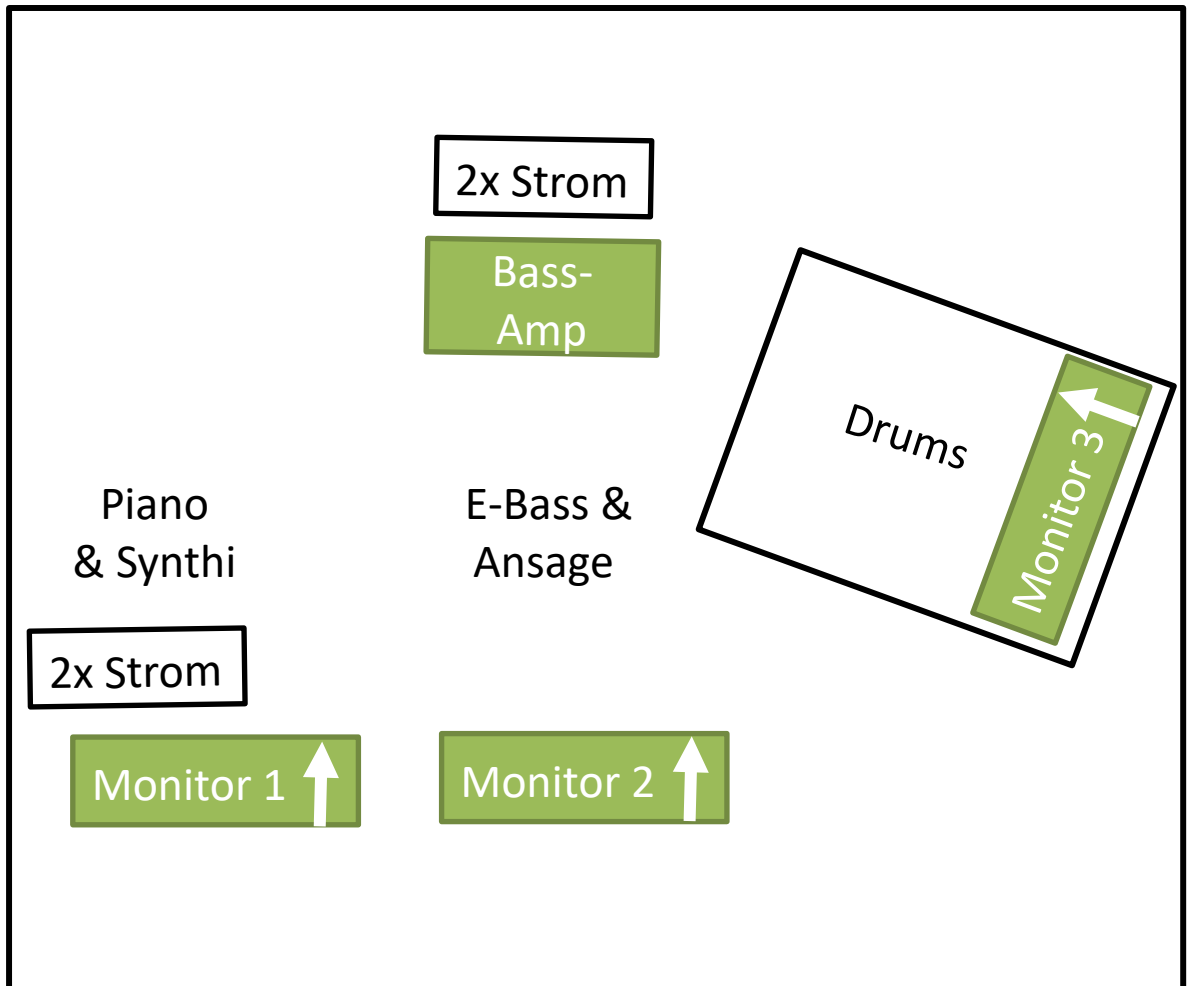 2x Strom
Bass-
Amp
Drums
Monitor 3
Piano
& Synthi
E-Bass &
Ansage
2x Strom
Monitor 1
Monitor 2